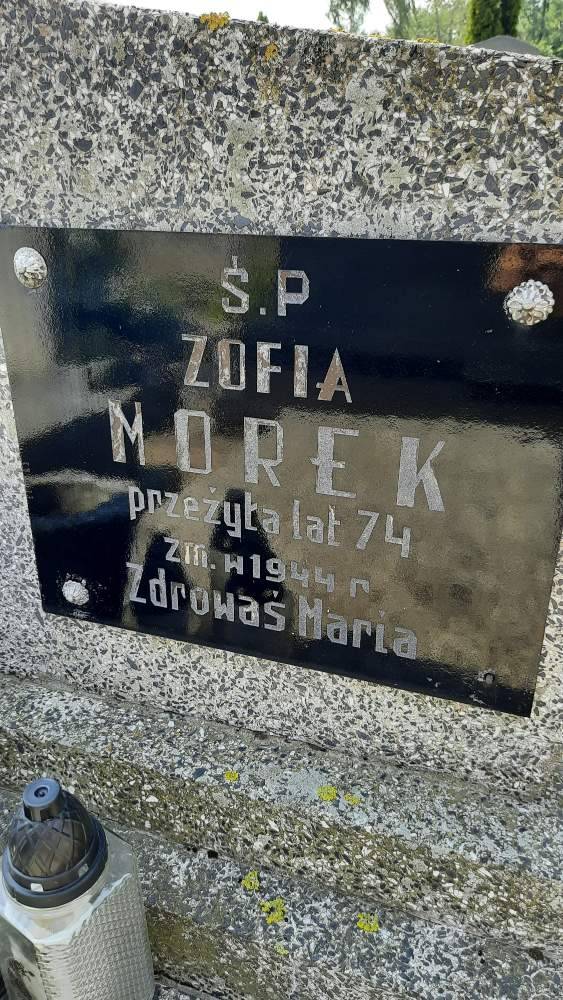 Ś.P
ZOFIA
MOREK
przeżyła lat 74
zm. w 1944 r
Zdrowaś Maria